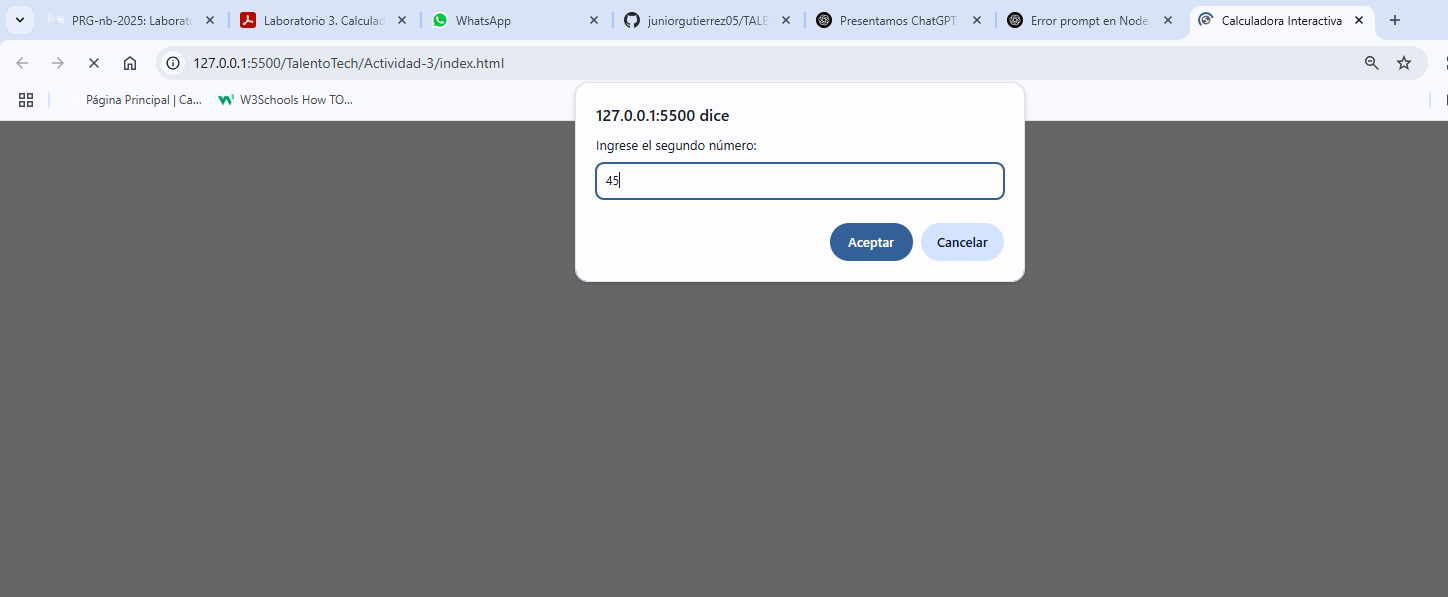 PRG-nb-2025: Laborato
Laboratorio 3. Calculad
WhatsApp
juniorgutierrez05/TALE
Presentamos ChatGPT
Error prompt en Node.
Calculadora Interactiva
127.0.0.1:5500/TalentoTech/Actividad-3/index.html
Página Principal | Ca...
W3Schools How TO...
127.0.0.1:5500 dice
Ingrese el segundo número:
45
Aceptar
Cancelar